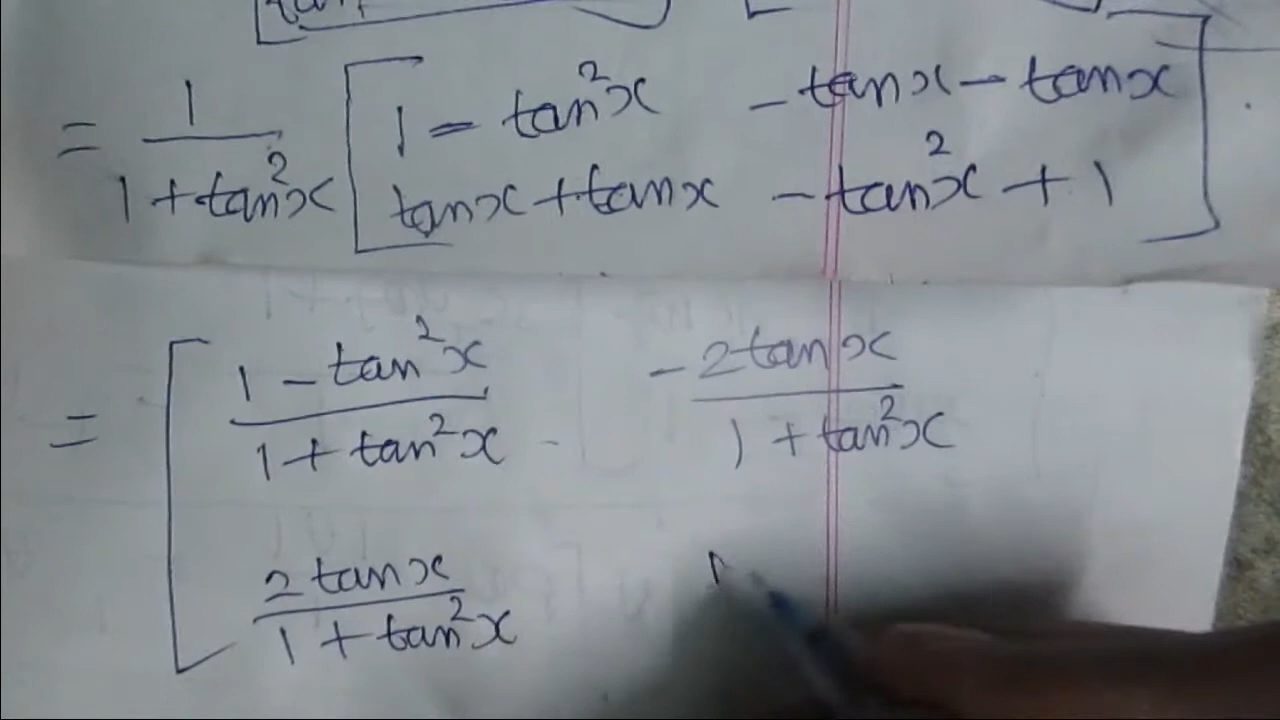 = 1/(1 + tan²x) [ 1 - tan²x   - tanx - tanx ]
[ tanx + tanx   - tan²x + 1 ]
= [ (1 - tan²x)/(1 + tan²x)   - 2tanx/(1 + tan²x)
2tanx/(1 + tan²x)